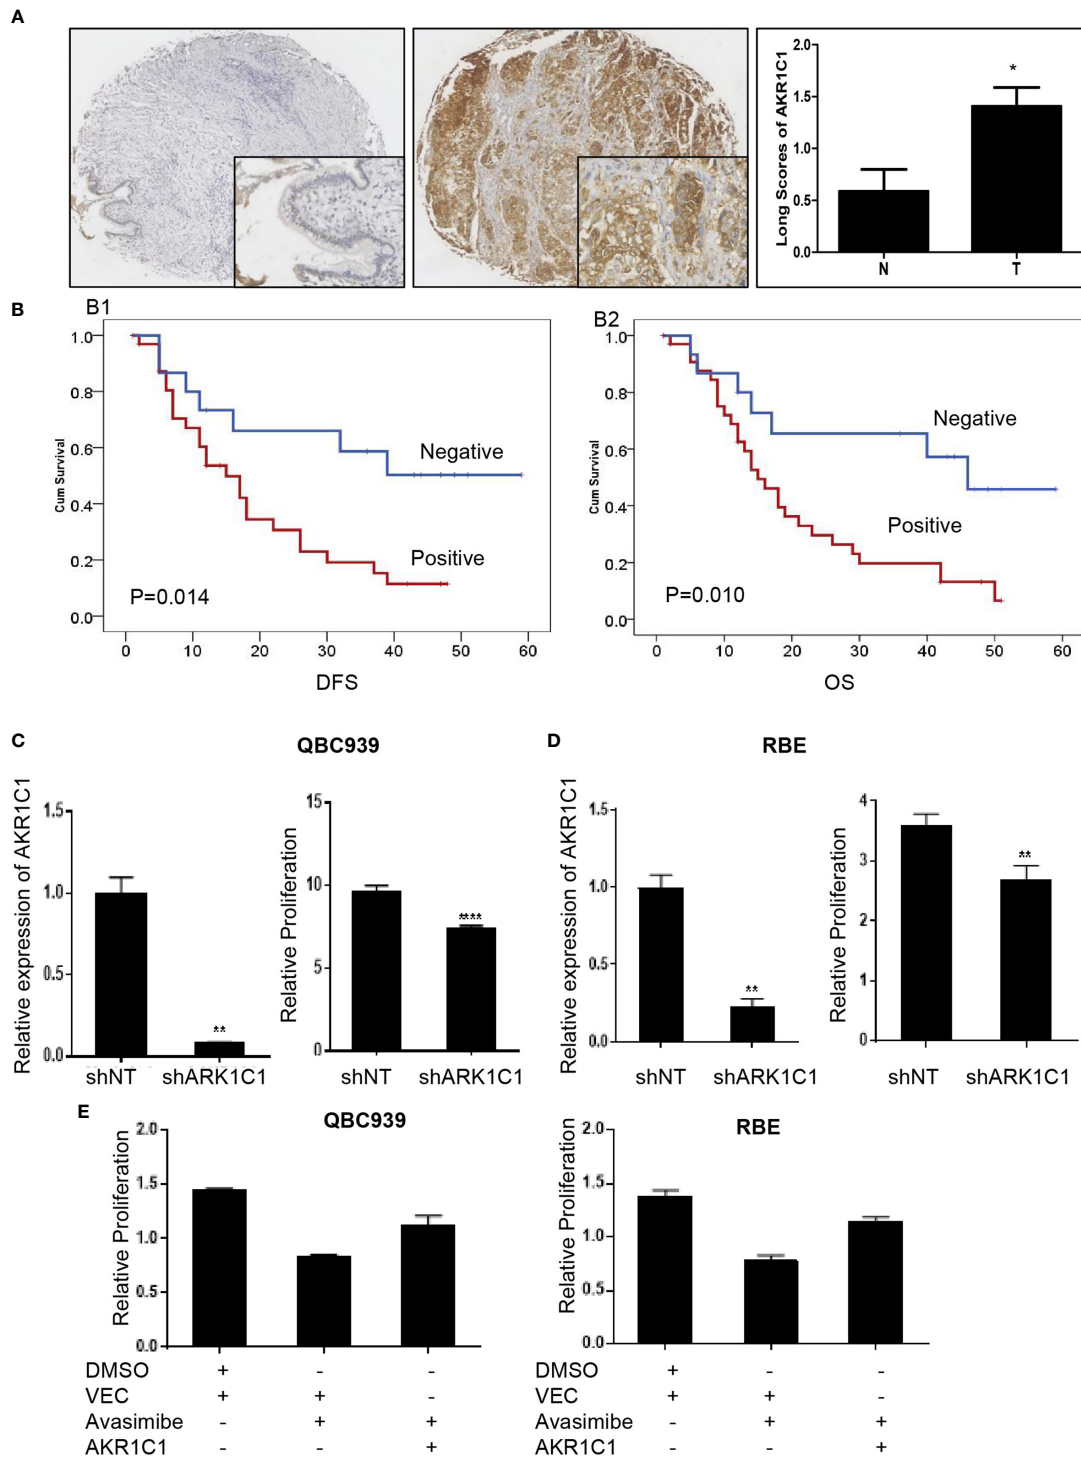 A
Long Scores of AKR1C1
2.0
1.5
1.0
0.5
0.0
*
N T
B
B1
Cum Survival
1.0
0.8
0.6
0.4
0.2
0.0
Negative
Positive
P=0.014
0 10 20 30 40 50 60
DFS
B2
Cum Survival
1.0
0.8
0.6
0.4
0.2
0.0
Negative
Positive
P=0.010
0 10 20 30 40 50 60
OS
C
QBC939
Relative expression of AKR1C1
1.5
1.0
0.5
0.0
**
shNT shARK1C1
Relative Proliferation
15
10
5
0
****
shNT shARK1C1
D
RBE
Relative expression of AKR1C1
1.5
1.0
0.5
0.0
**
shNT shARK1C1
Relative Proliferation
4
3
2
1
0
**
shNT shARK1C1
E
QBC939
Relative Proliferation
2.0
1.5
1.0
0.5
0.0
DMSO + - -
VEC + + -
Avasimibe - + +
AKR1C1 - - +
RBE
Relative Proliferation
2.0
1.5
1.0
0.5
0.0
DMSO + - -
VEC + + -
Avasimibe - + +
AKR1C1 - - +